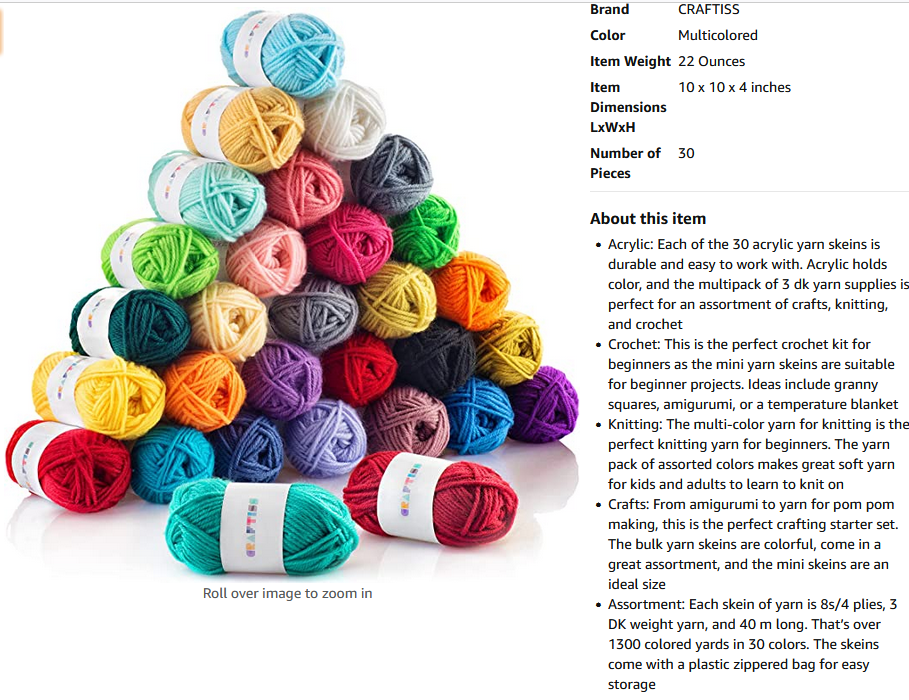 Brand CRAFTISS
Color Multicolored
Item Weight 22 Ounces
Item Dimensions LxWxH 10 x 10 x 4 inches
Number of Pieces 30
About this item
• Acrylic: Each of the 30 acrylic yarn skeins is
durable and easy to work with. Acrylic holds
color, and the multipack of 3 dk yarn supplies is
perfect for an assortment of crafts, knitting,
and crochet
• Crochet: This is the perfect crochet kit for
beginners as the mini yarn skeins are suitable
for beginner projects. Ideas include granny
squares, amigurumi, or a temperature blanket
• Knitting: The multi-color yarn for knitting is the
perfect knitting yarn for beginners. The yarn
pack of assorted colors makes great soft yarn
for kids and adults to learn to knit on
• Crafts: From amigurumi to yarn for pom pom
making, this is the perfect crafting starter set.
The bulk yarn skeins are colorful, come in a
great assortment, and the mini skeins are an
ideal size
• Assortment: Each skein of yarn is 8s/4 plies, 3
DK weight yarn, and 40 m long. That’s over
1300 colored yards in 30 colors. The skeins
come with a plastic zippered bag for easy
storage
CRAFTISS
CRAFTISS
Roll over image to zoom in